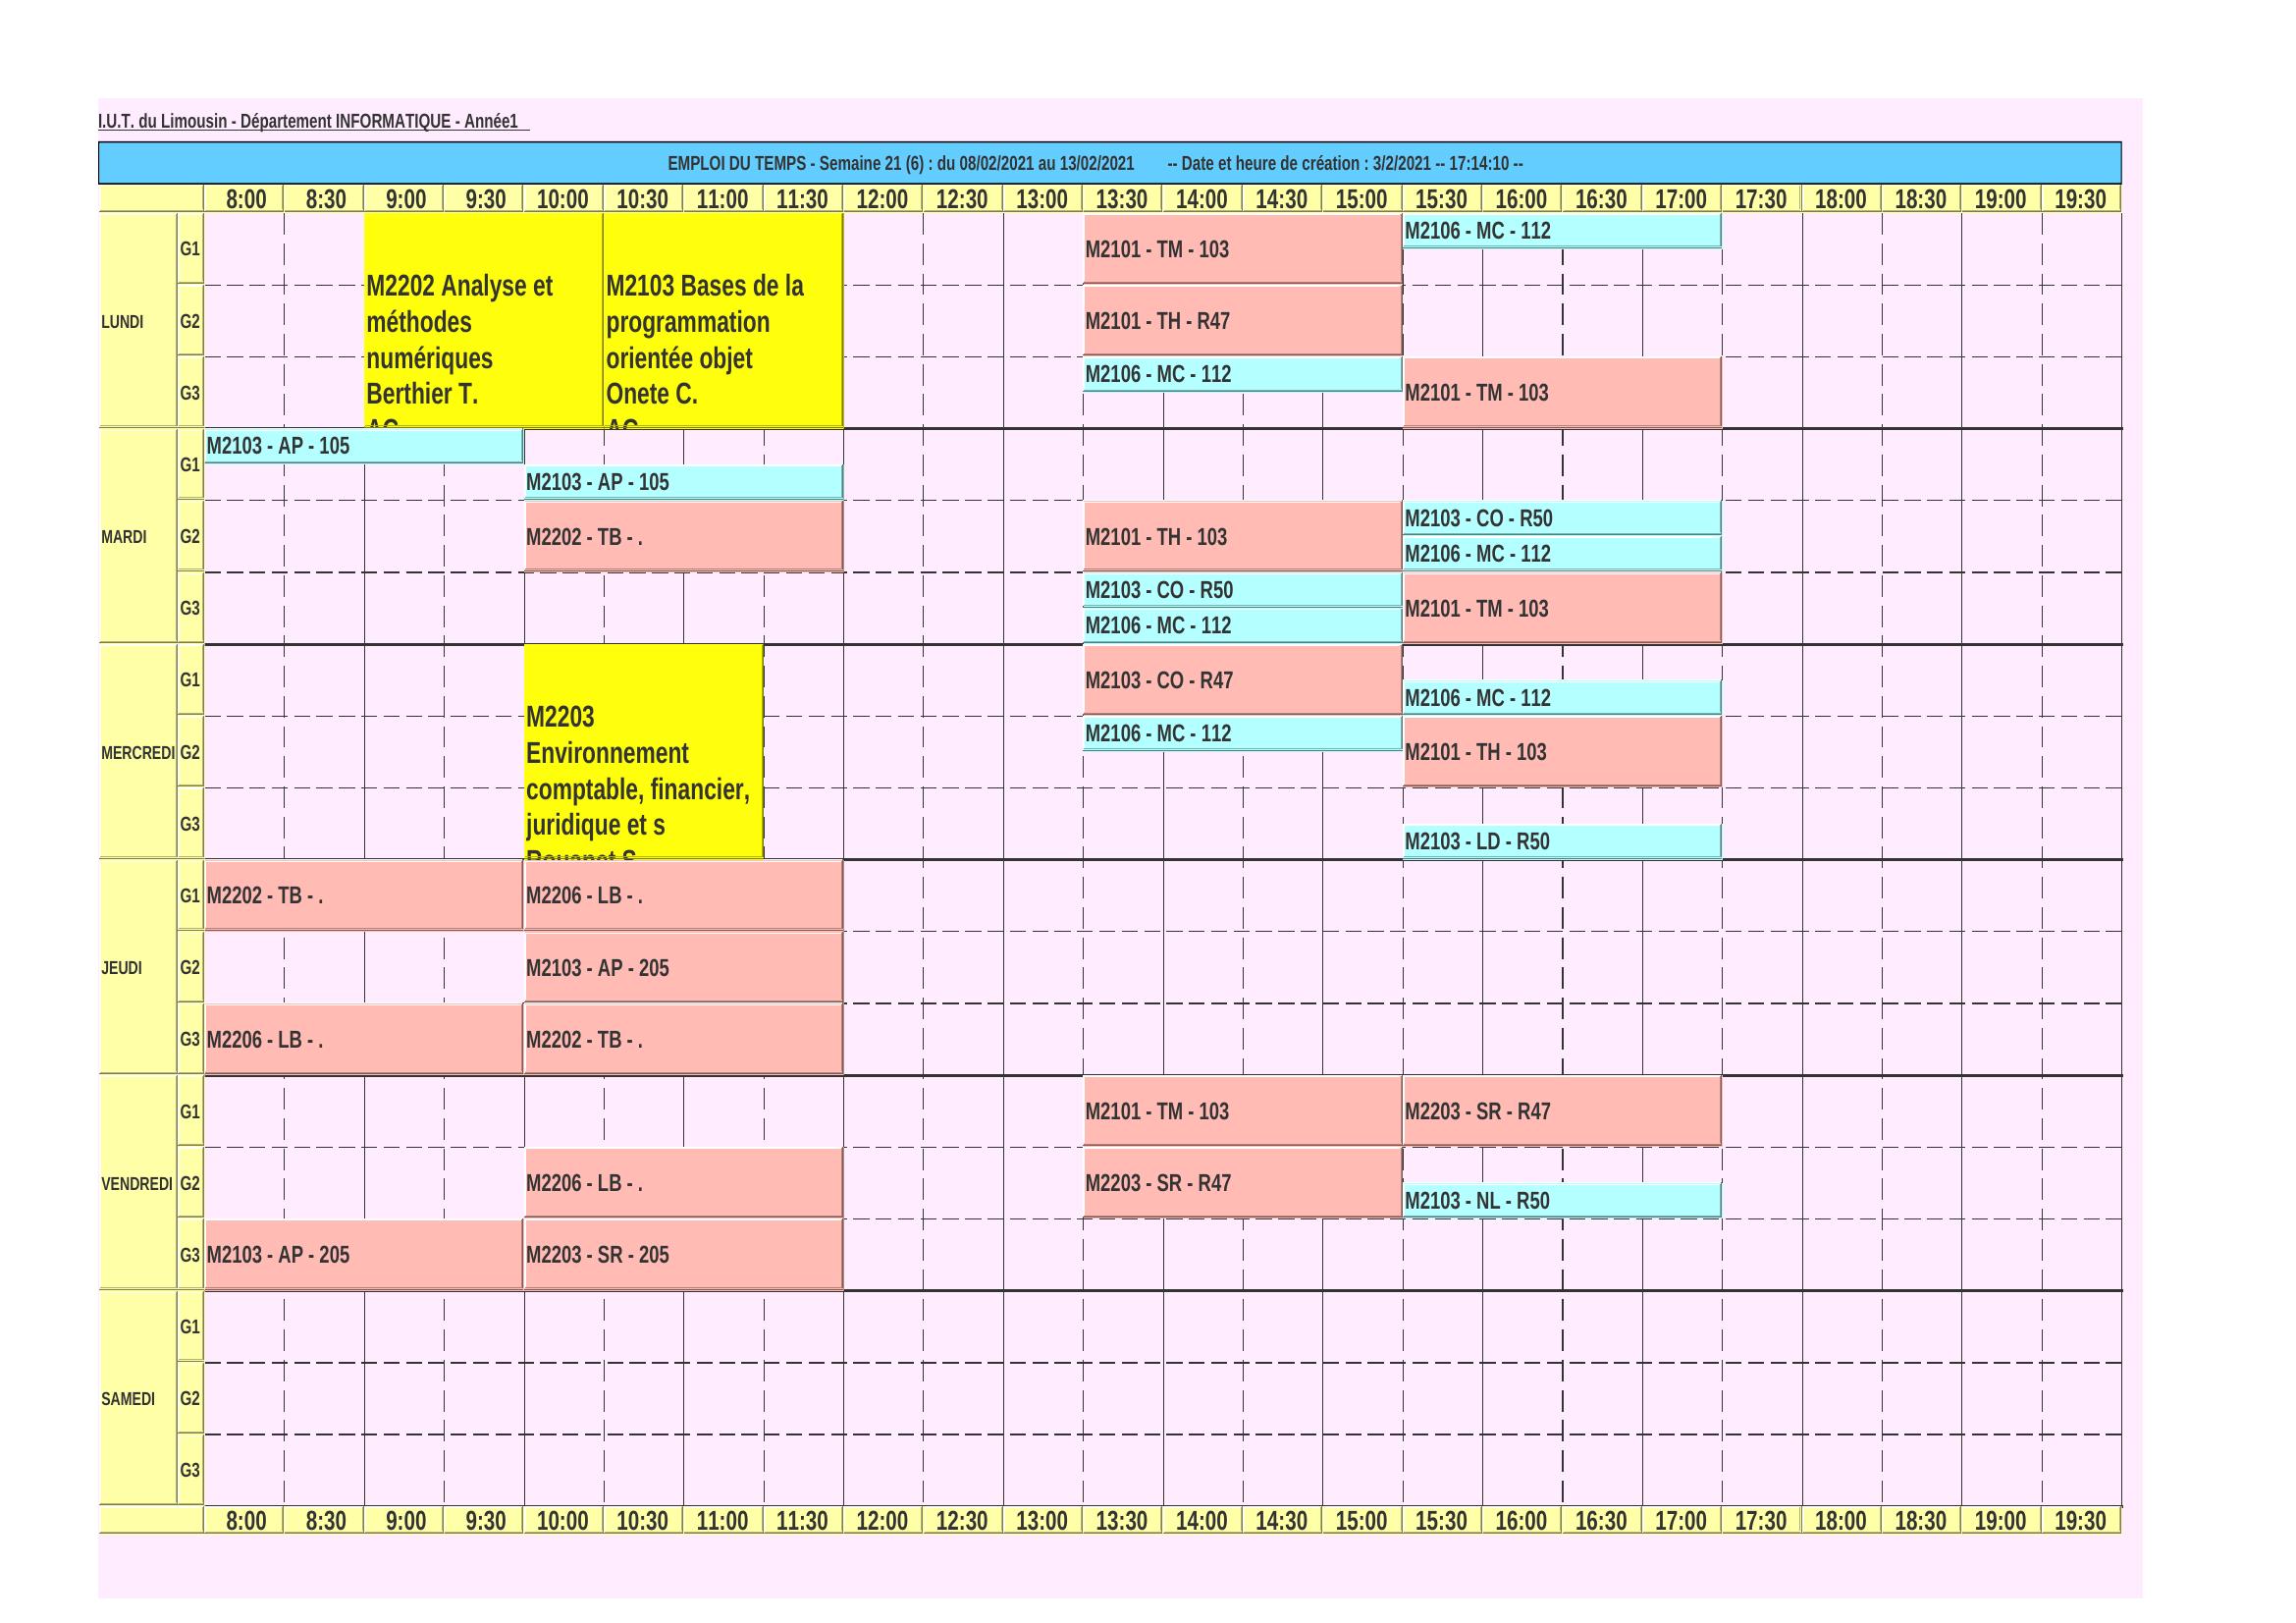 I.U.T. du Limousin - Département INFORMATIQUE - Année1
EMPLOI DU TEMPS - Semaine 21 (6) : du 08/02/2021 au 13/02/2021 -- Date et heure de création : 3/2/2021 -- 17:14:10 --
8:00 8:30 9:00 9:30 10:00 10:30 11:00 11:30 12:00 12:30 13:00 13:30 14:00 14:30 15:00 15:30 16:00 16:30 17:00 17:30 18:00 18:30 19:00 19:30
LUNDI
G1
G2
G3
M2202 Analyse et
méthodes
numériques
Berthier T.
AC
M2103 Bases de la
programmation
orientée objet
Onete C.
AC
M2101 - TM - 103
M2106 - MC - 112
M2101 - TH - R47
M2106 - MC - 112
M2101 - TM - 103
MARDI
G1
M2103 - AP - 105
M2103 - AP - 105
G2
M2202 - TB - .
M2101 - TH - 103
M2103 - CO - R50
M2106 - MC - 112
G3
M2103 - CO - R50
M2106 - MC - 112
M2101 - TM - 103
MERCREDI
G1
G2
G3
M2203
Environnement
comptable, financier,
juridique et s
Rouanet S
M2103 - CO - R47
M2106 - MC - 112
M2106 - MC - 112
M2101 - TH - 103
M2103 - LD - R50
JEUDI
G1
M2202 - TB - .
M2206 - LB - .
G2
M2103 - AP - 205
G3
M2206 - LB - .
M2202 - TB - .
VENDREDI
G1
M2101 - TM - 103
M2203 - SR - R47
G2
M2206 - LB - .
M2203 - SR - R47
M2103 - NL - R50
G3
M2103 - AP - 205
M2203 - SR - 205
SAMEDI
G1
G2
G3
8:00 8:30 9:00 9:30 10:00 10:30 11:00 11:30 12:00 12:30 13:00 13:30 14:00 14:30 15:00 15:30 16:00 16:30 17:00 17:30 18:00 18:30 19:00 19:30